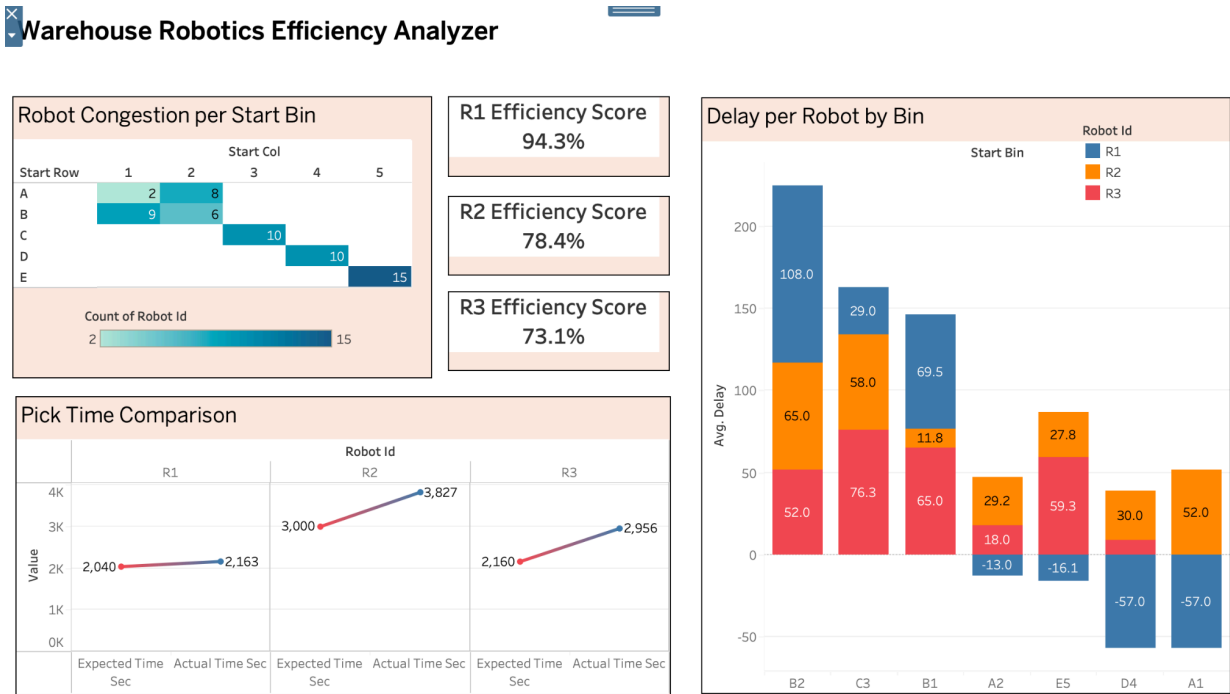 Warehouse Robotics Efficiency Analyzer
Robot Congestion per Start Bin
Start Col
Start Row 1 2 3 4 5
A 2 8
B 9 6
C 10
D 10
E 15
Count of Robot Id
2 15
R1 Efficiency Score
94.3%
R2 Efficiency Score
78.4%
R3 Efficiency Score
73.1%
Pick Time Comparison
Robot Id
R1 R2 R3
Value
4K
3K
2K
1K
0K
2,040 2,163
3,000 3,827
2,160 2,956
Expected Time Sec Actual Time Sec Expected Time Sec Actual Time Sec Expected Time Sec Actual Time Sec
Delay per Robot by Bin
Robot Id
R1
R2
R3
Start Bin
Avg. Delay
200
150
100
50
0
-50
108.0
65.0
52.0
29.0
58.0
76.3
69.5
11.8
65.0
29.2
18.0
-13.0
27.8
59.3
-16.1
30.0
-57.0
52.0
-57.0
B2 C3 B1 A2 E5 D4 A1